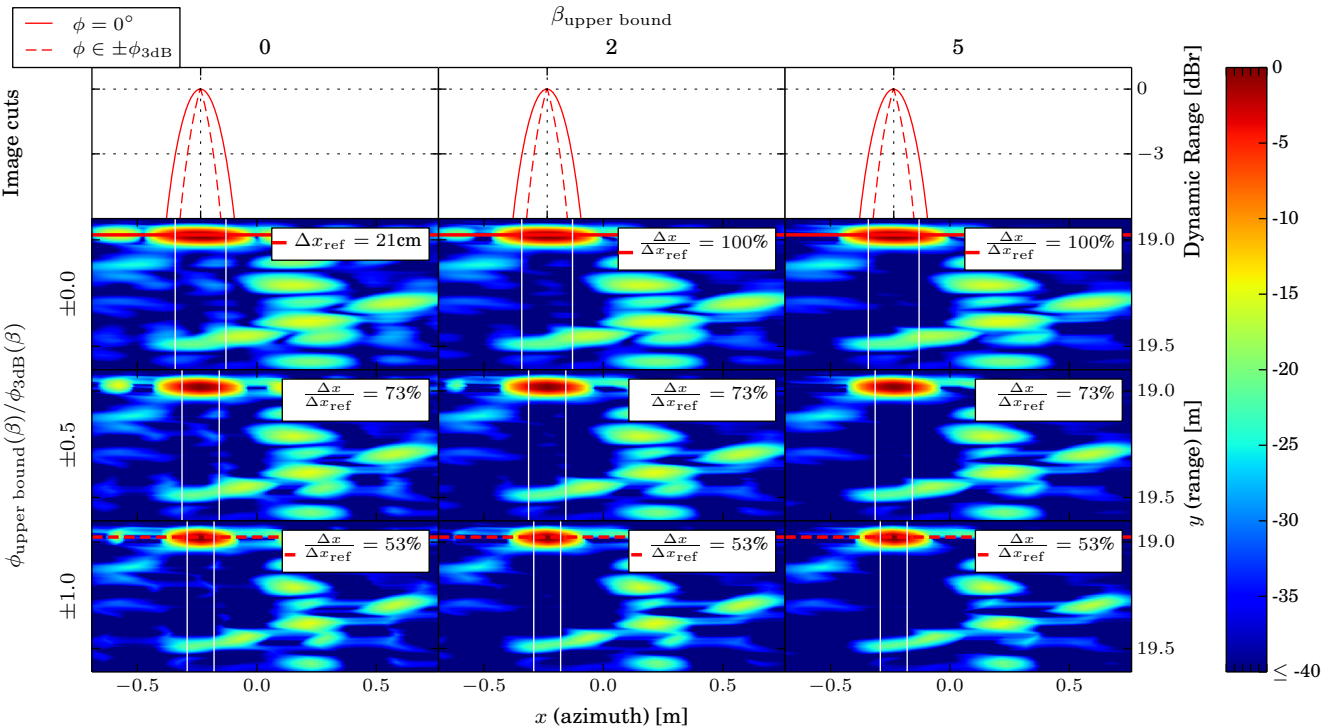 ϕ = 0°
ϕ ∈ ±ϕ3dB
βupper bound
0 2 5
Image cuts
0
−3
Dynamic Range [dBr]
Δxref = 21cm
Δx/Δxref = 100%
Δx/Δxref = 100%
19.0
19.5
±0.0
Δx/Δxref = 73%
Δx/Δxref = 73%
Δx/Δxref = 73%
19.0
19.5
±0.5
Δx/Δxref = 53%
Δx/Δxref = 53%
Δx/Δxref = 53%
19.0
19.5
±1.0
ϕupper bound(β)/ϕ3dB(β)
y (range) [m]
−0.5 0.0 0.5
−0.5 0.0 0.5
−0.5 0.0 0.5
x (azimuth) [m]
0
-5
-10
-15
-20
-25
-30
-35
≤ -40